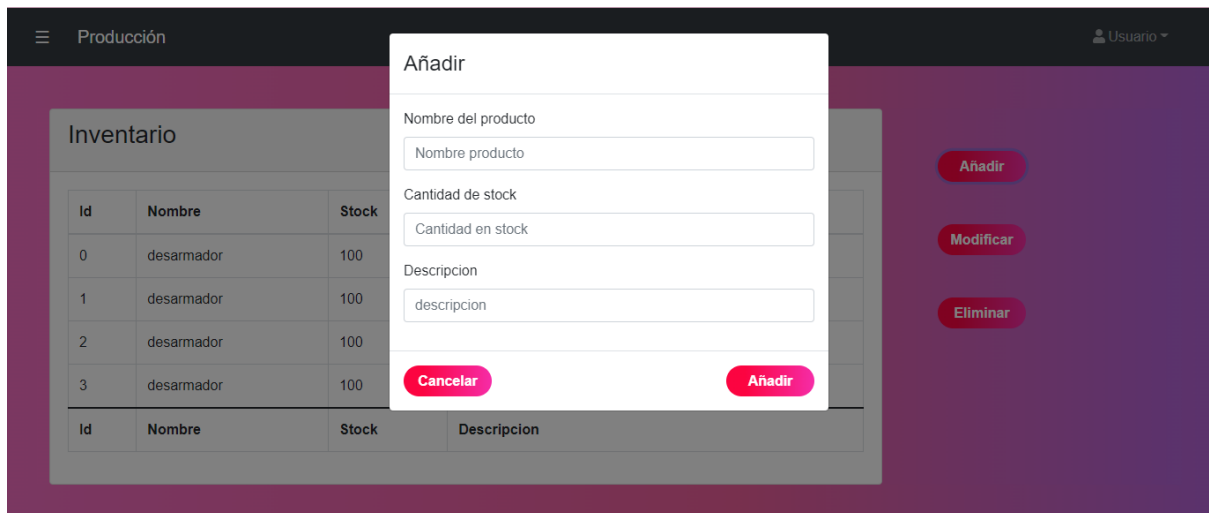 ☰ Producción
Usuario
Añadir
Nombre del producto
Nombre producto
Cantidad de stock
Cantidad en stock
Descripcion
descripcion
Cancelar Añadir
Inventario
Id Nombre Stock
0 desarmador 100
1 desarmador 100
2 desarmador 100
3 desarmador 100
Id Nombre Stock Descripcion
Añadir
Modificar
Eliminar